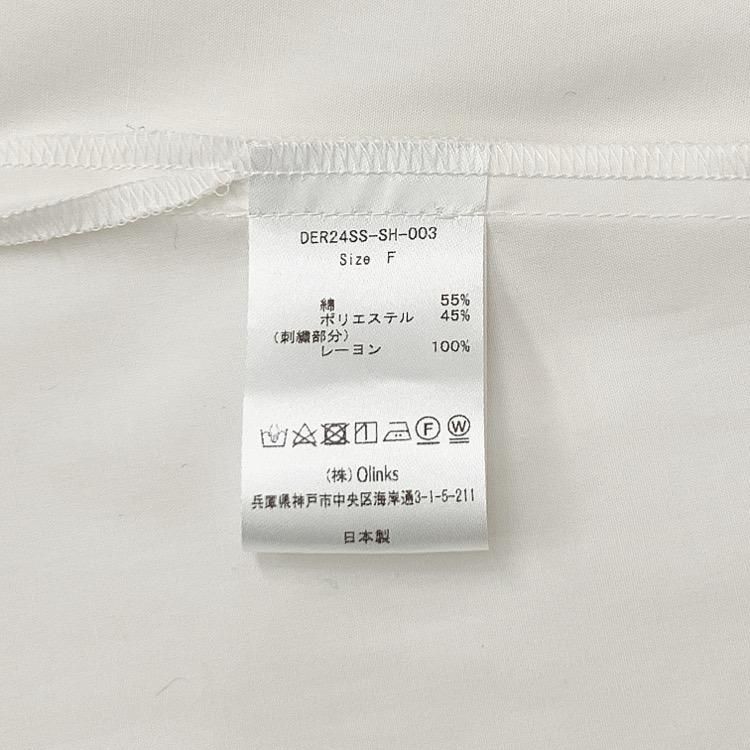 DER24SS-SH-003
Size F
綿 55%
ポリエステル 45%
(刺繍部分)
レーヨン 100%
F W
(株)Olinks
兵庫県神戸市中央区海岸通3-1-5-211
日本製